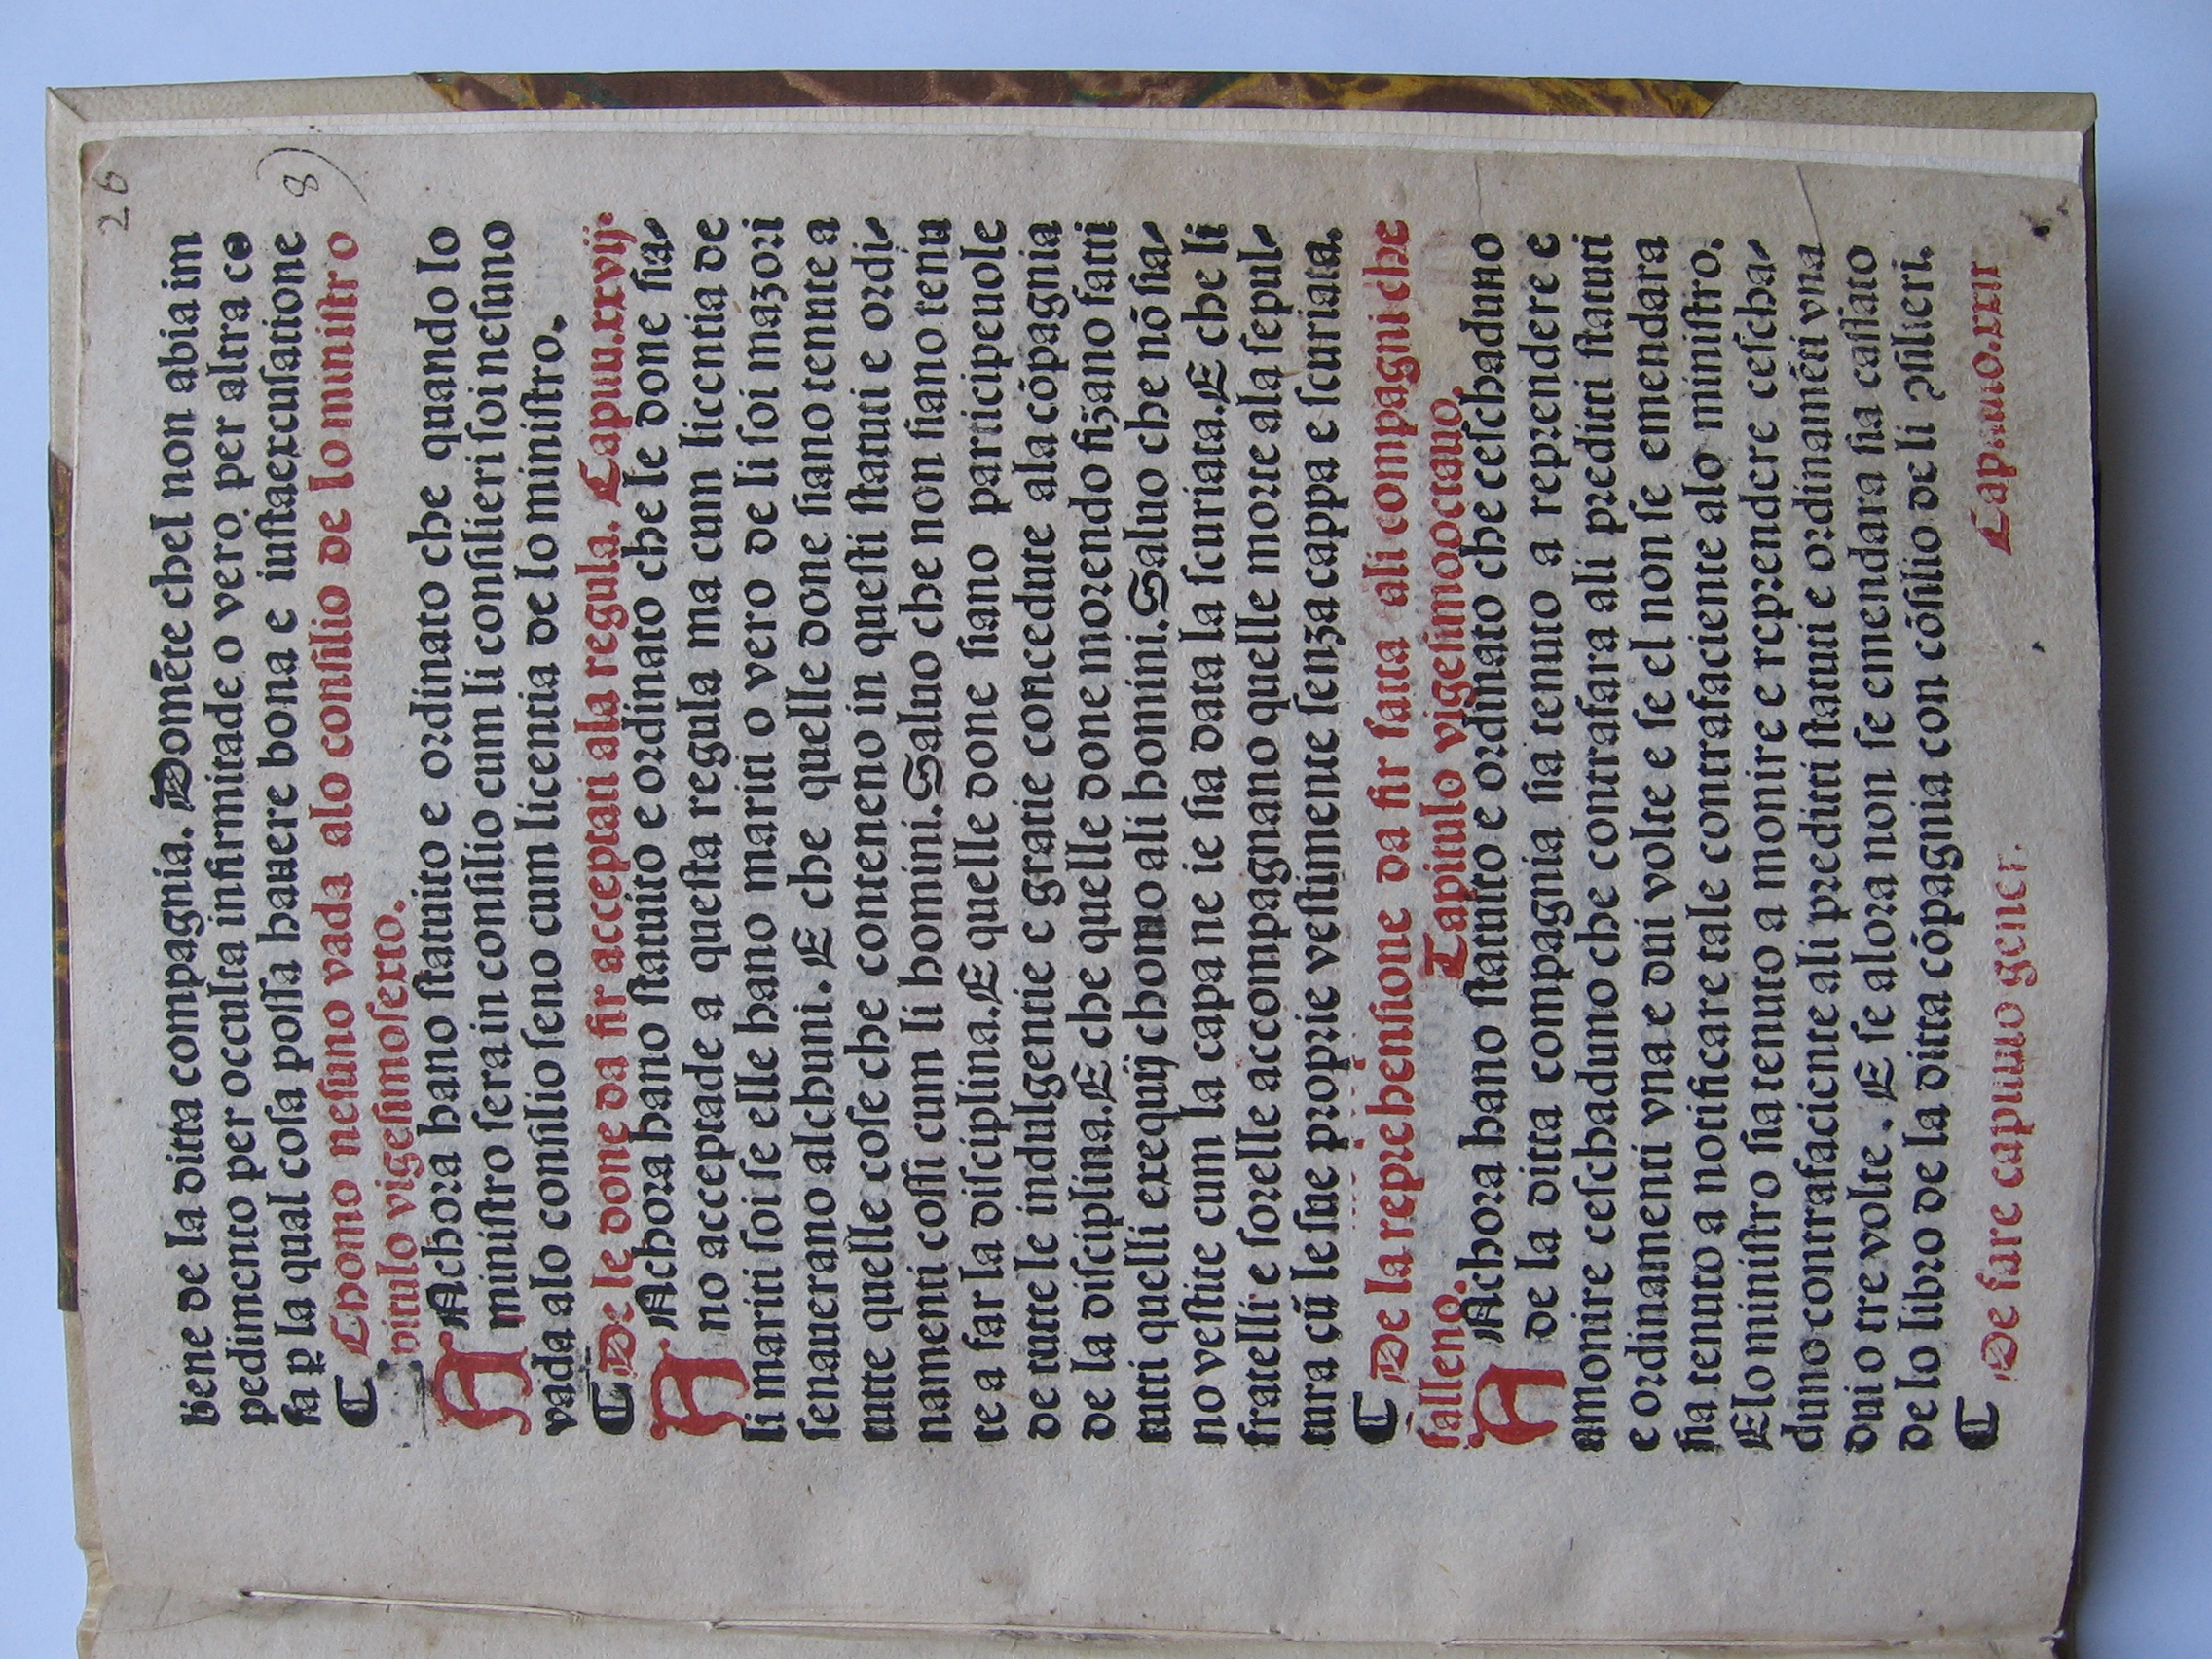 26
8)
bene de la ditta compagnia. Domẽte chel non abia im
pedimento per occulta infirmitade o vero per altra co
sa ꝑ la qual cosa possa hauere bona e iusta excusatione
¶ Chomo nesuno vada alo consilio de lo ministro
pitulo vigesimosexto.
AAchora hano statuito e ordinato che quando lo
ministro sera in consilio cum li consilieri soi nesuno
vada alo consilio seno cum licentia de lo ministro.
¶ De le done da fir acceptati ala regula. Capitu.xxvij.
AAchora hano statuito e ordinato che le done sia-
no acceptade a questa regula ma cum liccntia de
li mariti soi se elle hano mariti o vero de li soi mazori
senauerano alchuni. E che quelle done siano tenute a
tutte quelle cose che conteneno in questi statuti e ordi-
namenti cossi cum li homini. Saluo che non siano tenu
te a far la disciplina. E quelle done siano participeuole
de tutte le indulgentie e gratie concedute ala cõpagnia
de la disciplina. E che quelle done morendo fizano fatti
tutti quelli exequij chomo ali homini. Saluo che nõ sia-
no vestite cum la capa ne ie sia data la scuriata. E che li
fratelli e sorelle accompagnano quelle morte ala sepul-
tura cũ le sue proprie vestimente senza cappa e scuriata.
¶ De la reprehensione da fir fatta ali compagni che
falleno. Capitulo vigesimooctauo.
AAchora hano statuito e ordinato che ceschaduno
de la ditta compagnia sia tenuto a reprendere e
amonire ceschaduno che contrafara ali preditti statuti
e ordinamenti vna e dui volte e se el non se emendara
sia tenuto a notificare tale contrafaciente alo ministro.
E lo ministro sia tenuto a monire e reprendere cescha-
duno contrafaciente ali preditti statuti e ordinamẽti vna
dui o tre volte. E se alora non se emendara sia cassato
de lo libro de la ditta cõpagnia con cõsilio de li ꝯsilieri.
¶ De fare capitulo gener.